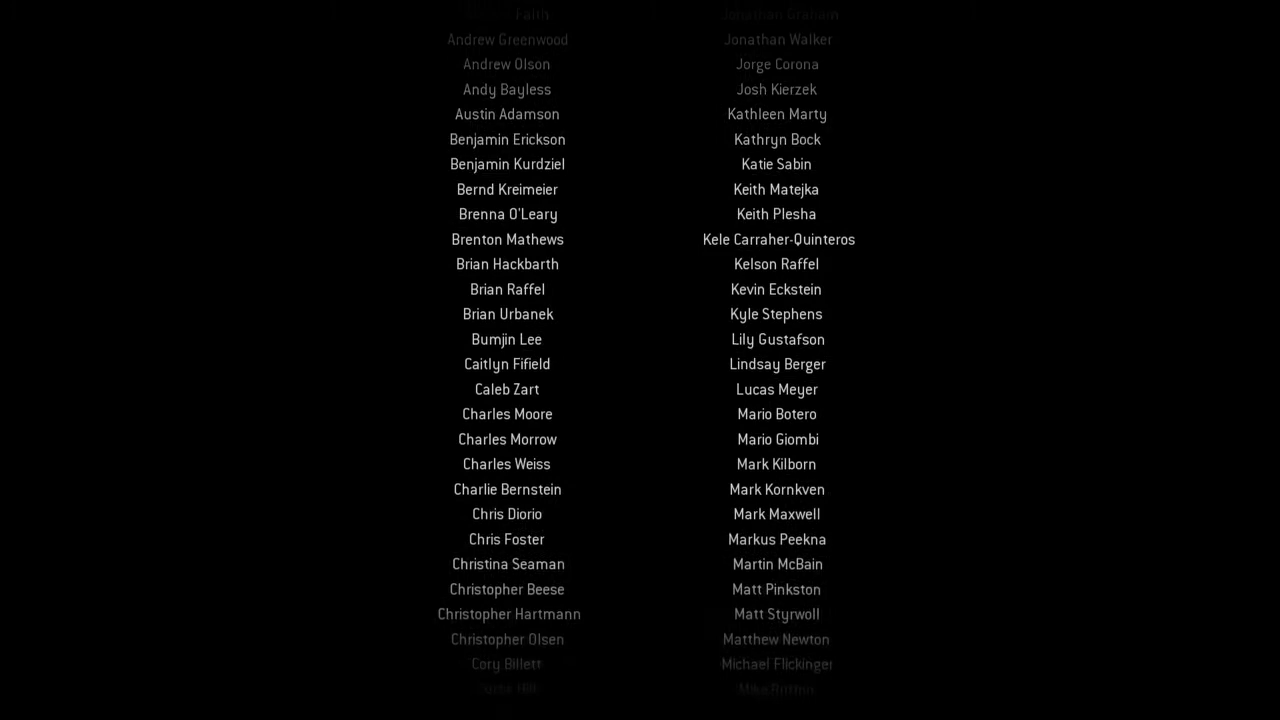 Andrew Greenwood
Andrew Olson
Andy Bayless
Austin Adamson
Benjamin Erickson
Benjamin Kurdziel
Bernd Kreimeier
Brenna O'Leary
Brenton Mathews
Brian Hackbarth
Brian Raffel
Brian Urbanek
Bumjin Lee
Caitlyn Fifield
Caleb Zart
Charles Moore
Charles Morrow
Charles Weiss
Charlie Bernstein
Chris Diorio
Chris Foster
Christina Seaman
Christopher Beese
Christopher Hartmann
Christopher Olsen
Cory Billett
Jonathan Graham
Jonathan Walker
Jorge Corona
Josh Kierzek
Kathleen Marty
Kathryn Bock
Katie Sabin
Keith Matejka
Keith Plesha
Kele Carraher-Quinteros
Kelson Raffel
Kevin Eckstein
Kyle Stephens
Lily Gustafson
Lindsay Berger
Lucas Meyer
Mario Botero
Mario Giombi
Mark Kilborn
Mark Kornkven
Mark Maxwell
Markus Peekna
Martin McBain
Matt Pinkston
Matt Styrwoll
Matthew Newton
Michael Flickinger